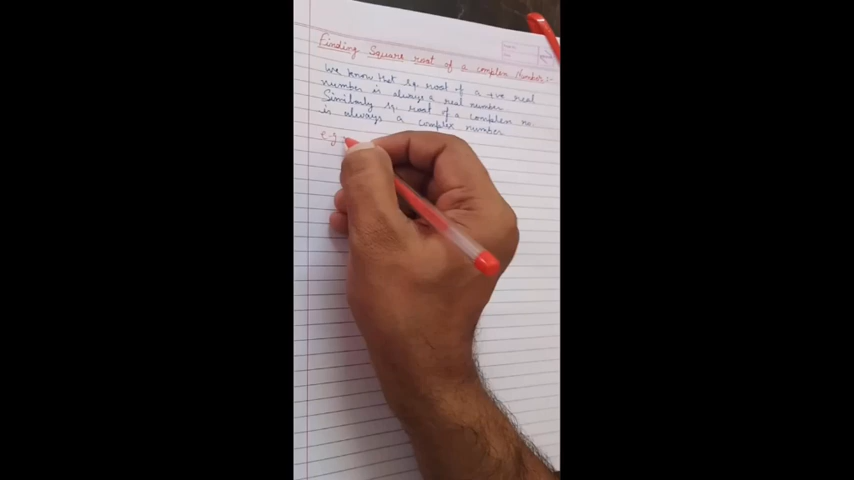 Finding Square root of a complex Number:-
We know that sq. root of a +ve real
number is always a real number.
Similarly sq. root of a complex no.
is always a complex number.
e.g